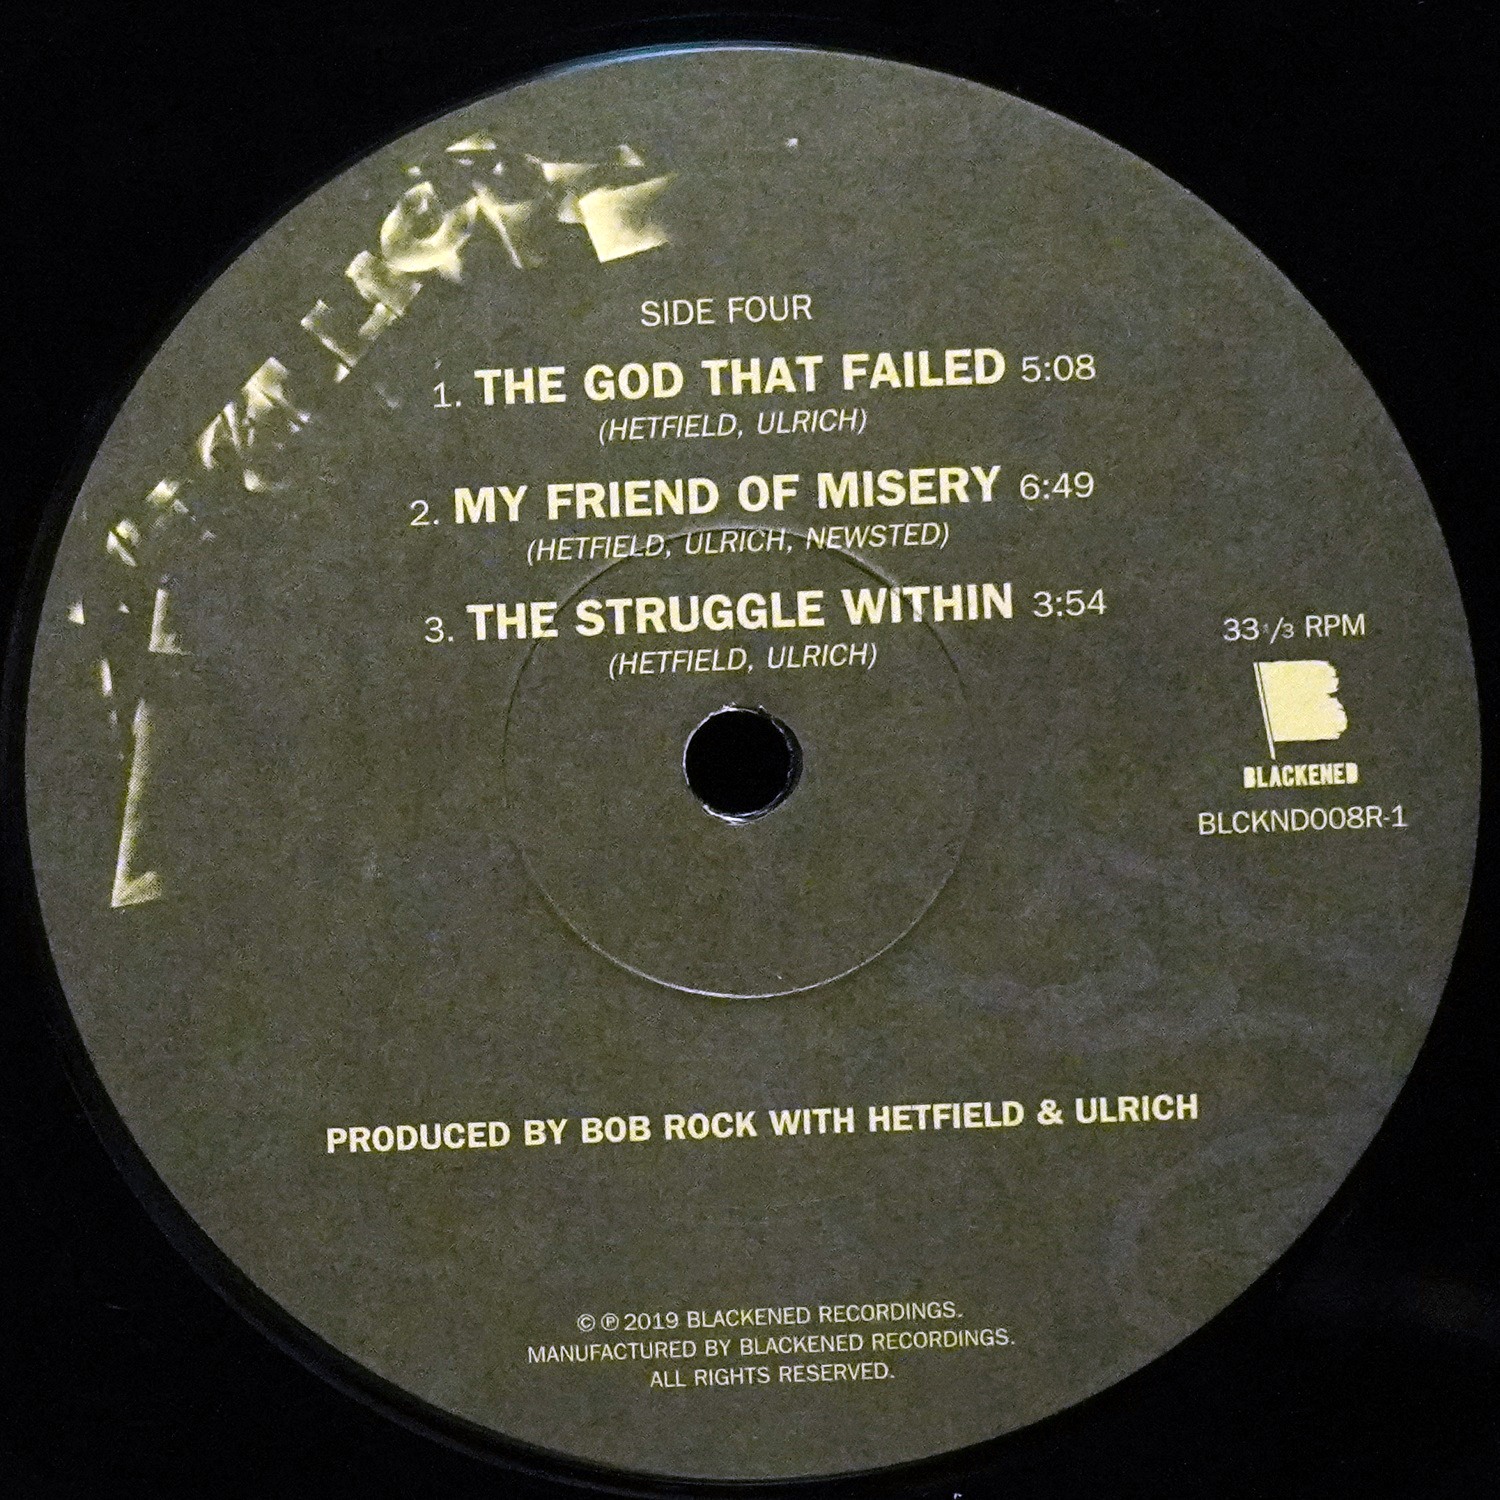 SIDE FOUR
1. THE GOD THAT FAILED 5:08
(HETFIELD, ULRICH)
2. MY FRIEND OF MISERY 6:49
(HETFIELD, ULRICH, NEWSTED)
3. THE STRUGGLE WITHIN 3:54
(HETFIELD, ULRICH)
33 1/3 RPM
BLACKENED
BLCKND008R-1
PRODUCED BY BOB ROCK WITH HETFIELD & ULRICH
© ℗ 2019 BLACKENED RECORDINGS.
MANUFACTURED BY BLACKENED RECORDINGS.
ALL RIGHTS RESERVED.